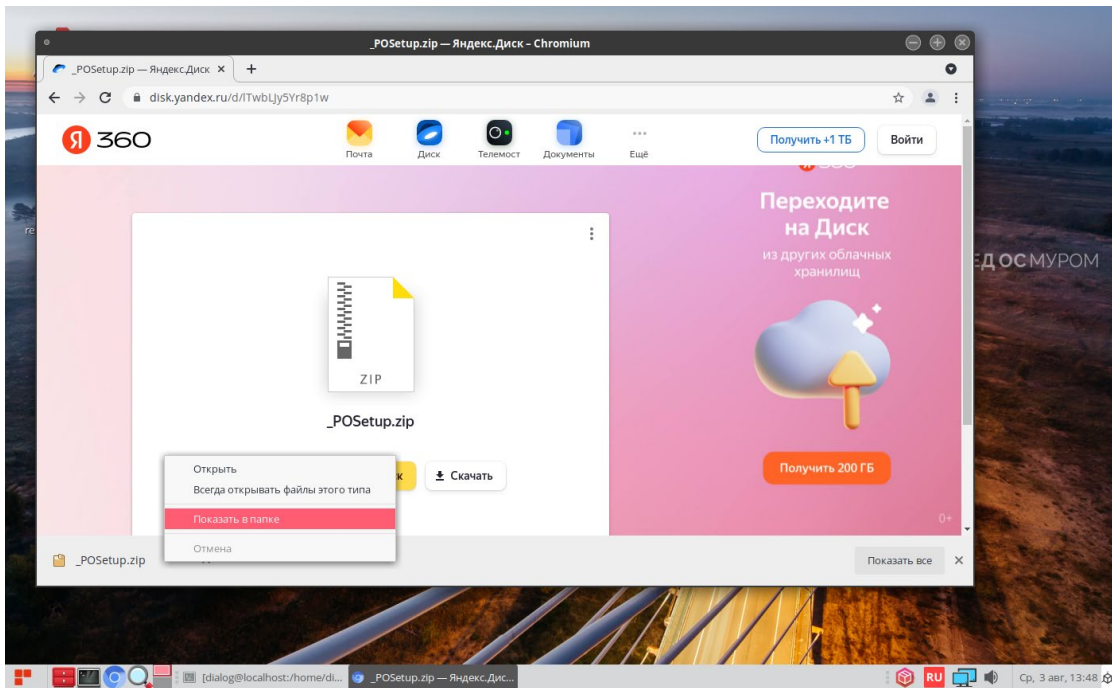 _POSetup.zip — Яндекс.Диск – Chromium
_POSetup.zip — Яндекс.Диск
disk.yandex.ru/d/lTwbLJy5Yr8p1w
Я 360
Почта
Диск
Телемост
Документы
Ещё
Получить +1 ТБ
Войти
Переходите
на Диск
из других облачных
хранилищ
ZIP
_POSetup.zip
Скачать
Получить 200 ГБ
0+
Открыть
Всегда открывать файлы этого типа
Показать в папке
Отмена
_POSetup.zip
Показать все
ЕД ОС МУРОМ
re
[dialog@localhost:/home/di...
_POSetup.zip — Яндекс.Дис...
RU
Ср, 3 авг, 13:48